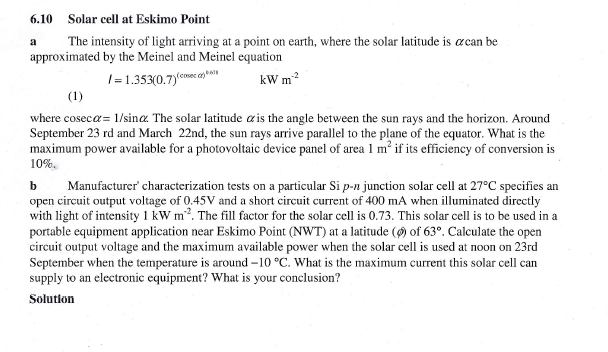 6.10 Solar cell at Eskimo Point
a The intensity of light arriving at a point on earth, where the solar latitude is α can be
approximated by the Meinel and Meinel equation
I = 1.353(0.7)^(cosec α)^0.678 kW m⁻²
(1)
where cosecα = 1/sinα. The solar latitude α is the angle between the sun rays and the horizon. Around
September 23 rd and March 22nd, the sun rays arrive parallel to the plane of the equator. What is the
maximum power available for a photovoltaic device panel of area 1 m² if its efficiency of conversion is
10%.
b Manufacturer' characterization tests on a particular Si p-n junction solar cell at 27°C specifies an
open circuit output voltage of 0.45V and a short circuit current of 400 mA when illuminated directly
with light of intensity 1 kW m⁻². The fill factor for the solar cell is 0.73. This solar cell is to be used in a
portable equipment application near Eskimo Point (NWT) at a latitude (φ) of 63°. Calculate the open
circuit output voltage and the maximum available power when the solar cell is used at noon on 23rd
September when the temperature is around –10 °C. What is the maximum current this solar cell can
supply to an electronic equipment? What is your conclusion?
Solution